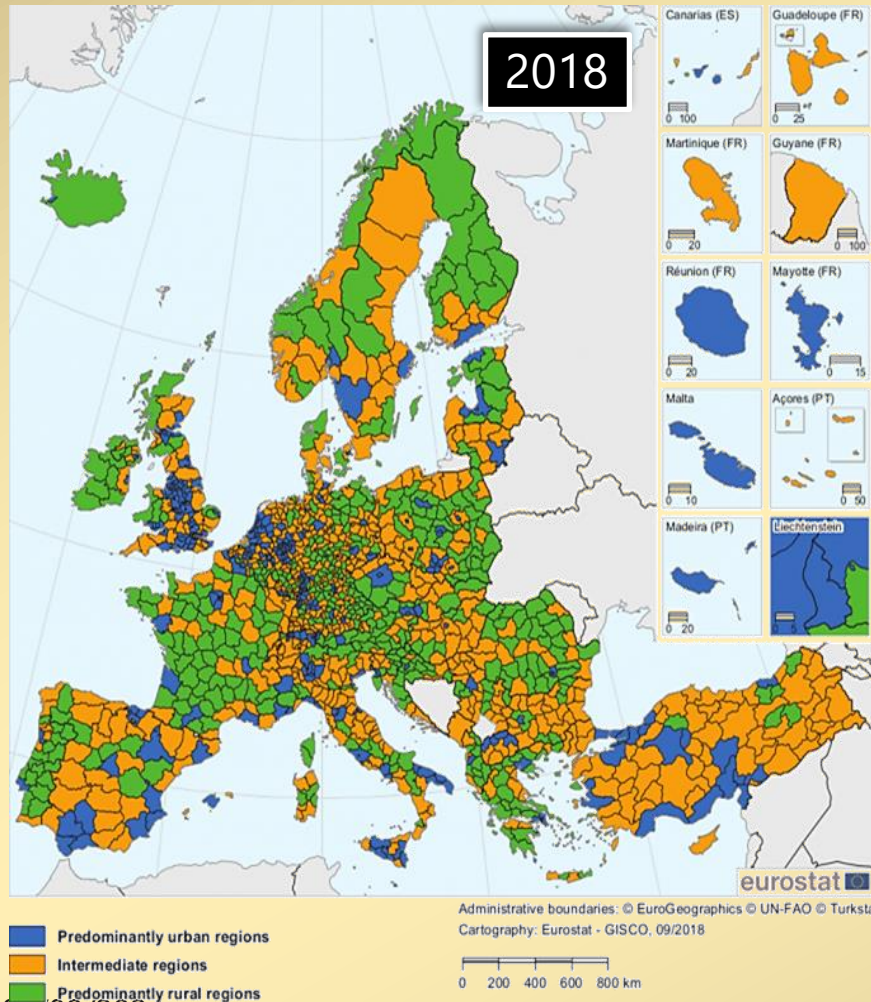 2018
Canarias (ES)
0 100
Guadeloupe (FR)
0 25
Martinique (FR)
0 20
Guyane (FR)
0 100
Réunion (FR)
0 20
Mayotte (FR)
0 15
Malta
0 10
Açores (PT)
0 50
Madeira (PT)
0 20
Liechtenstein
eurostat
Administrative boundaries: © EuroGeographics © UN-FAO © Turksta
Cartography: Eurostat - GISCO, 09/2018
0 200 400 600 800 km
Predominantly urban regions
Intermediate regions
Predominantly rural regions